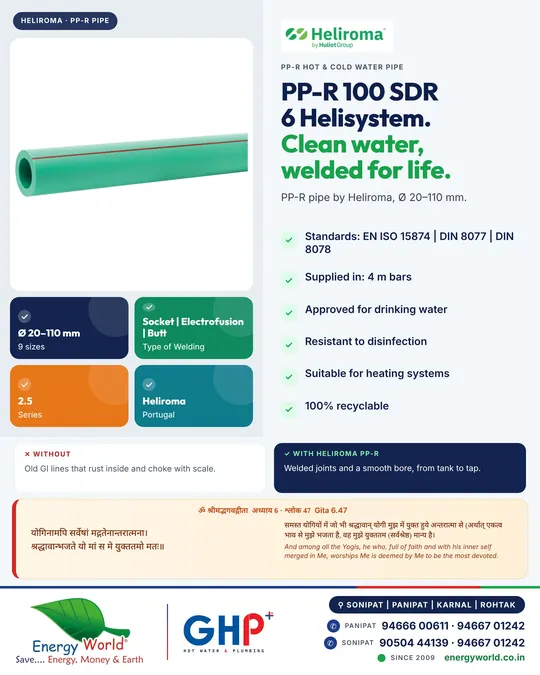 HELIROMA · PP-R PIPE
Heliroma®
by HulietGroup
PP-R HOT & COLD WATER PIPE
PP-R 100 SDR
6 Helisystem.
Clean water,
welded for life.
PP-R pipe by Heliroma, Ø 20–110 mm.
Standards: EN ISO 15874 | DIN 8077 | DIN
8078
Supplied in: 4 m bars
Approved for drinking water
Resistant to disinfection
Suitable for heating systems
100% recyclable
Ø 20–110 mm
9 sizes
Socket | Electrofusion
| Butt
Type of Welding
2.5
Series
Heliroma
Portugal
✕ WITHOUT
Old GI lines that rust inside and choke with scale.
✓ WITH HELIROMA PP-R
Welded joints and a smooth bore, from tank to tap.
ॐ श्रीमद्भगवद्गीता अध्याय 6 · श्लोक 47 Gita 6.47
योगिनामपि सर्वेषां मद्गतेनान्तरात्मना।
श्रद्धावान्भजते यो मां स मे युक्ततमो मतः॥
समस्त योगियों में जो भी श्रद्धावान् योगी मुझ में युक्त हुये अन्तरात्मा से (अर्थात् एकत्व
भाव से मुझे भजता है, वह मुझे युक्ततम (सर्वश्रेष्ठ) मान्य है।
And among all the Yogis, he who, full of faith and with his inner self
merged in Me, worships Me is deemed by Me to be the most devoted.
Energy World
Save.... Energy, Money & Earth
GHP+
HOT WATER & PLUMBING
SONIPAT | PANIPAT | KARNAL | ROHTAK
PANIPAT 94666 00611 · 94667 01242
SONIPAT 90504 44139 · 94667 01242
SINCE 2009 energyworld.co.in